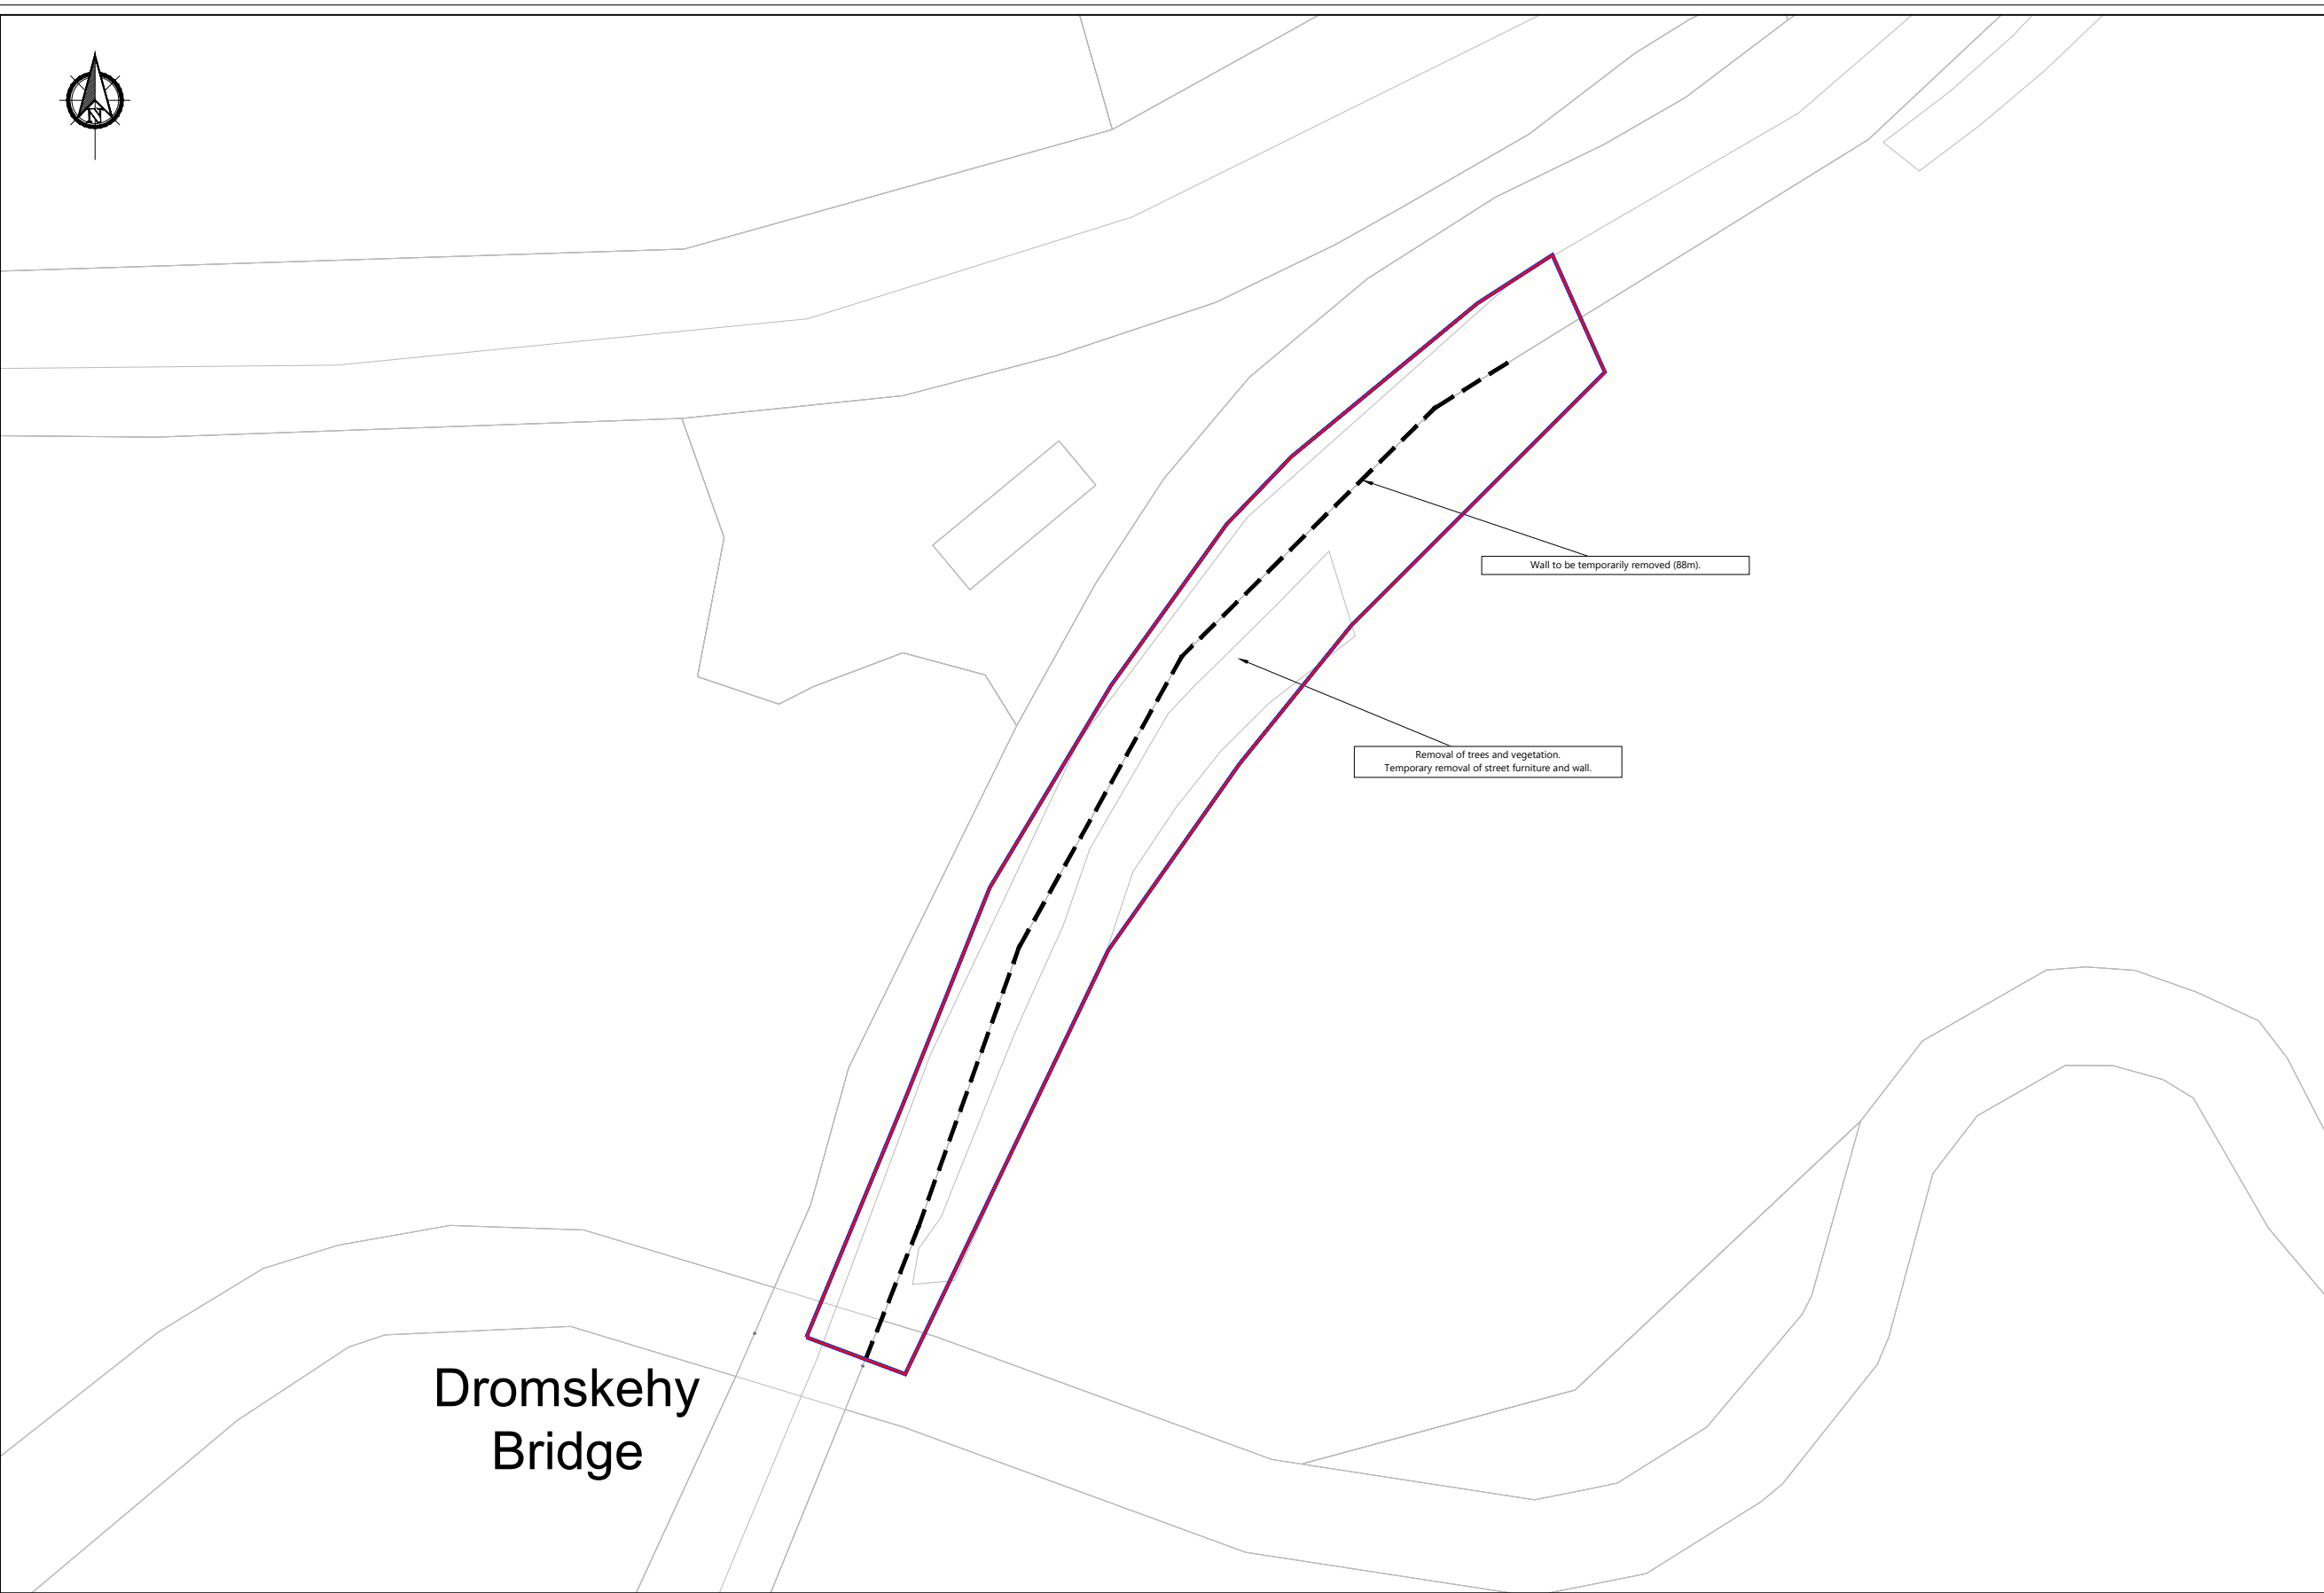 N
Wall to be temporarily removed (88m).
Removal of trees and vegetation.
Temporary removal of street furniture and wall.
Dromskehy
Bridge